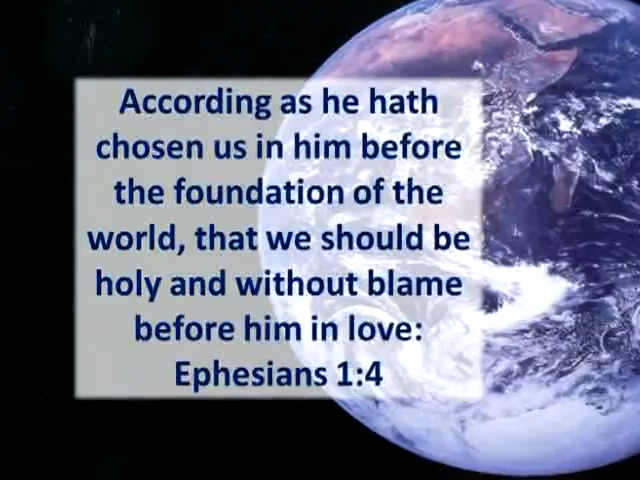 According as he hath
chosen us in him before
the foundation of the
world, that we should be
holy and without blame
before him in love:
Ephesians 1:4